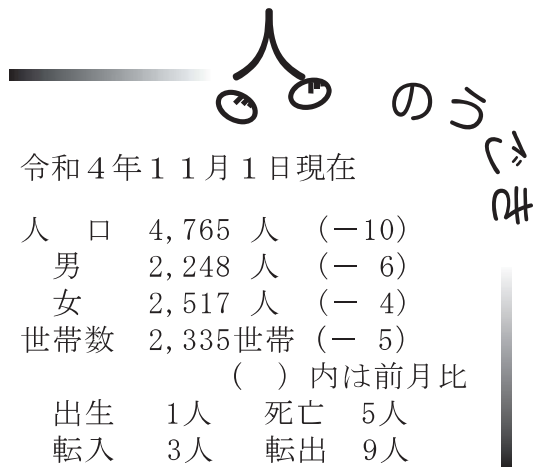 人のうごき
令和４年１１月１日現在
人　口　4,765 人 （－10）
男　2,248 人 （－ 6）
女　2,517 人 （－ 4）
世帯数　2,335世帯（－ 5）
（　）内は前月比
出生　1人　死亡　5人
転入　3人　転出　9人